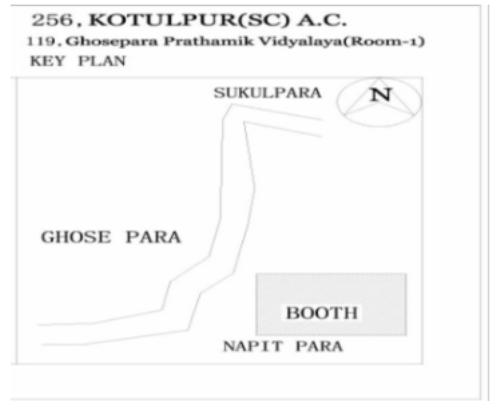 256, KOTULPUR(SC) A.C.
119, Ghosepara Prathamik Vidyalaya(Room-1)
KEY PLAN
SUKULPARA
N
GHOSE PARA
BOOTH
NAPIT PARA